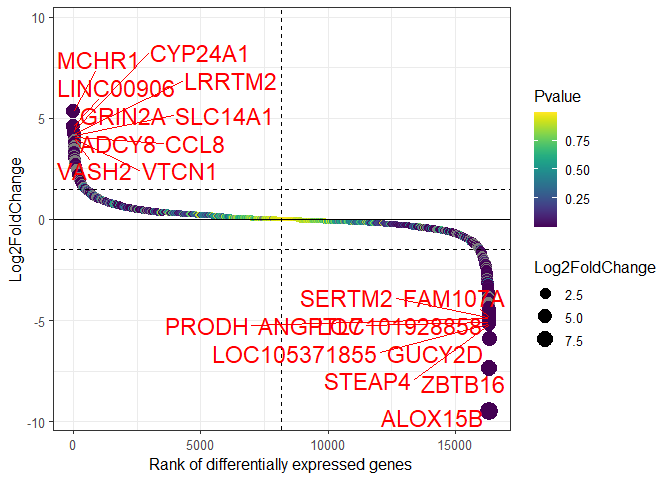 10
5
0
-5
-10
Log2FoldChange
MCHR1 CYP24A1
LINC00906 LRRTM2
GRIN2A SLC14A1
ADCY8 CCL8
VASH2 VTCN1
SERTM2 FAM107A
PRODH ANGPTL7 LOC101928858
LOC105371855 GUCY2D
STEAP4 ZBTB16
ALOX15B
0 5000 10000 15000
Rank of differentially expressed genes
Pvalue
0.75
0.50
0.25
Log2FoldChange
2.5
5.0
7.5